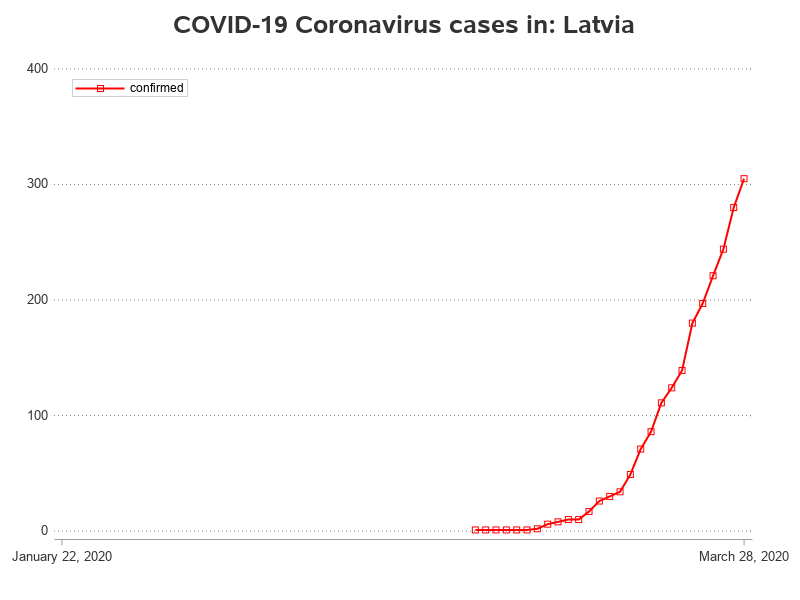 COVID-19 Coronavirus cases in: Latvia
400
confirmed
300
200
100
0
January 22, 2020
March 28, 2020